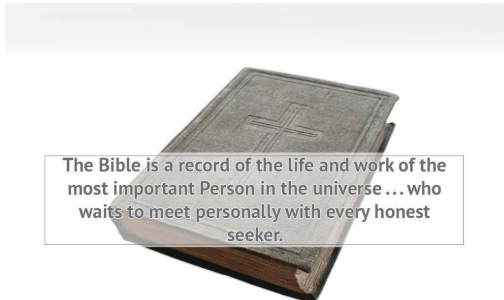 The Bible is a record of the life and work of the
most important Person in the universe ... who
waits to meet personally with every honest
seeker.